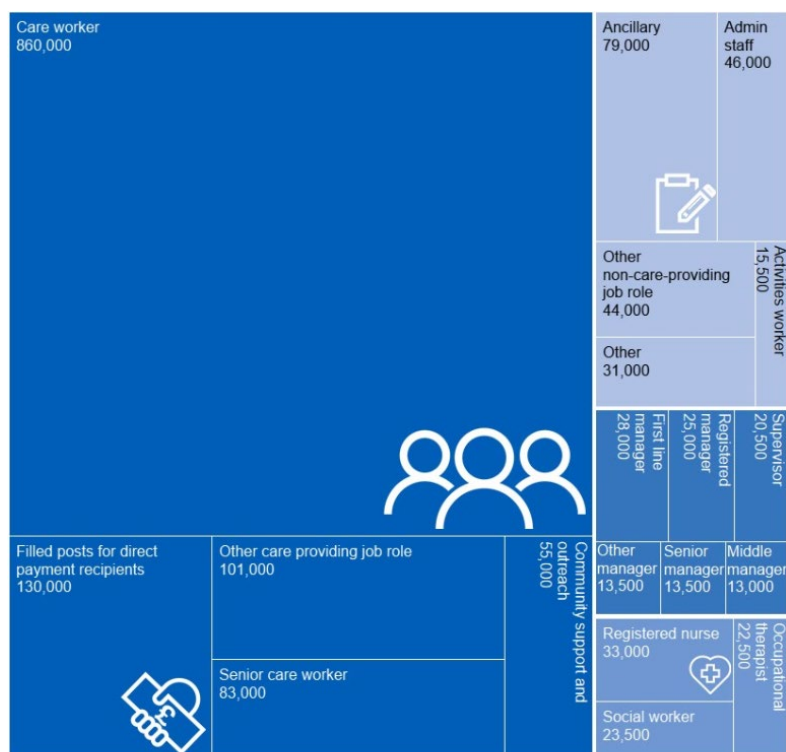 Care worker
860,000
Ancillary
79,000
Admin
staff
46,000
Other
non-care-providing
job role
44,000
Activities worker
15,500
Other
31,000
First line
manager
28,000
Registered
manager
25,000
Supervisor
20,500
Other
manager
13,500
Senior
manager
13,500
Middle
manager
13,000
Filled posts for direct
payment recipients
130,000
£
Other care providing job role
101,000
Senior care worker
83,000
Community support and
outreach
55,000
Registered nurse
33,000
Social worker
23,500
Occupational
therapist
22,500